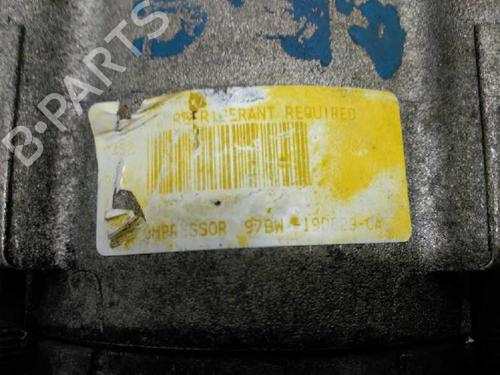 B-PARTS
REFRIGERANT REQUIRED
COMPRESSOR 97BW-19D629-CA